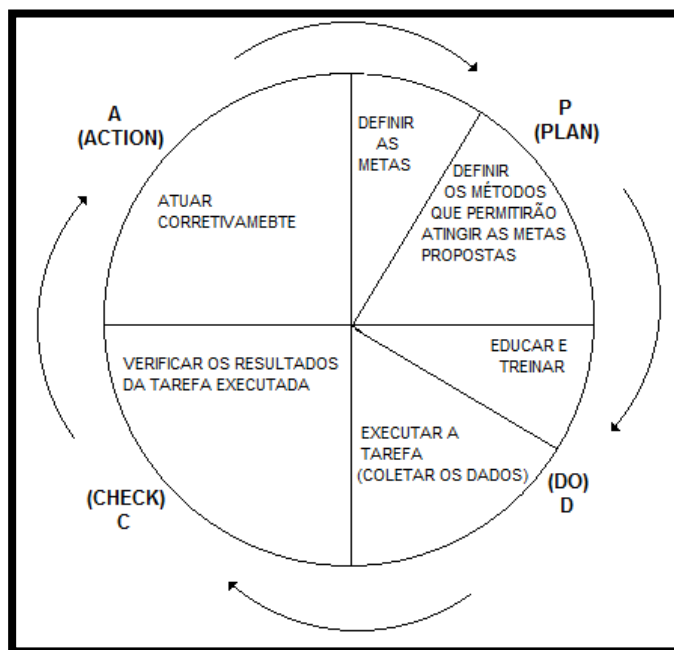 A
(ACTION)
P
(PLAN)
DEFINIR
AS
METAS
DEFINIR
OS MÉTODOS
QUE PERMITIRÃO
ATINGIR AS METAS
PROPOSTAS
ATUAR
CORRETIVAMEBTE
EDUCAR E
TREINAR
VERIFICAR OS RESULTADOS
DA TAREFA EXECUTADA
EXECUTAR A
TAREFA
(COLETAR OS DADOS)
(DO)
D
(CHECK)
C